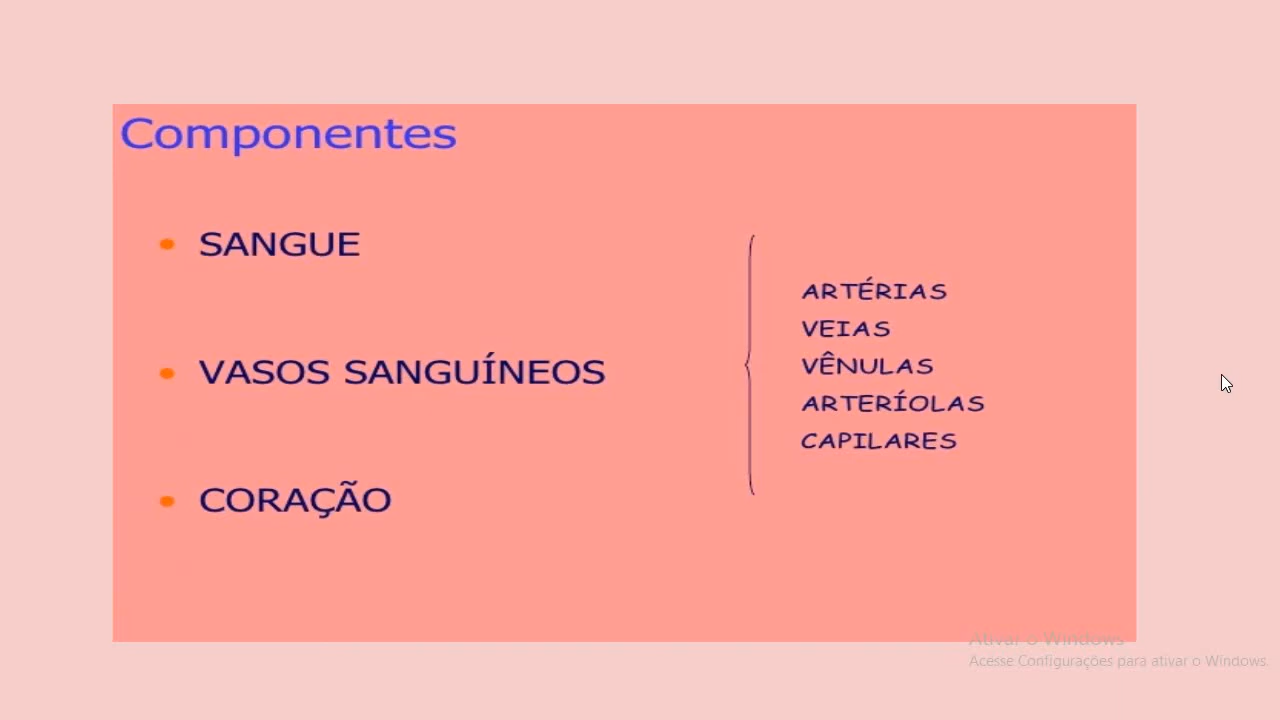 Componentes
SANGUE
VASOS SANGUÍNEOS
CORAÇÃO
ARTÉRIAS
VEIAS
VÊNULAS
ARTERÍOLAS
CAPILARES
Ativar o Windows
Acesse Configurações para ativar o Windows.